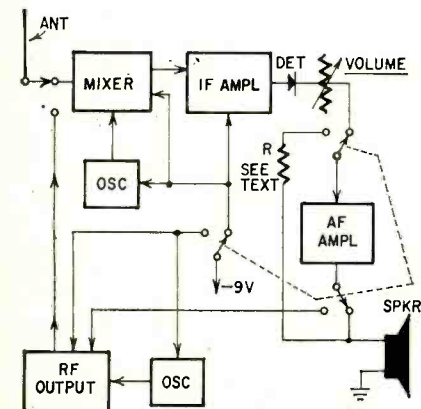 ANT
MIXER
IF AMPL
DET
VOLUME
R
SEE
TEXT
OSC
AF
AMPL
-9V
SPKR
RF
OUTPUT
OSC